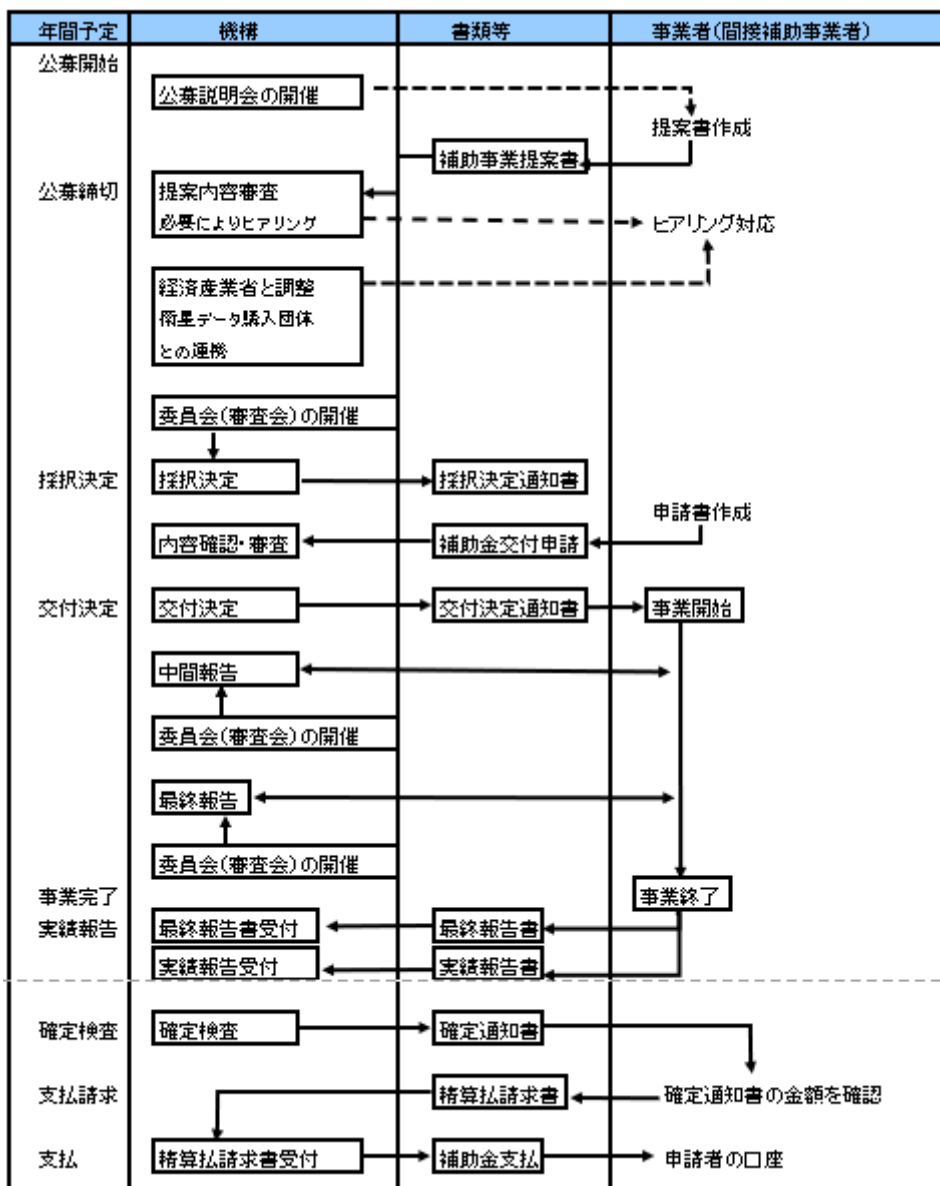 年間予定 機構 書類等 事業者(間接補助事業者)
公募開始
公募説明会の開催
提案書作成
補助事業提案書
公募締切 提案内容審査
必要によりヒアリング ヒアリング対応
経済産業省と調整
衛星データ購入団体
との連携
委員会(審査会)の開催
採択決定 採択決定 採択決定通知書
申請書作成
内容確認・審査 補助金交付申請
交付決定 交付決定 交付決定通知書 事業開始
中間報告
委員会(審査会)の開催
最終報告
委員会(審査会)の開催
事業完了 事業終了
実績報告 最終報告書受付 最終報告書
実績報告受付 実績報告書
確定検査 確定検査 確定通知書
支払請求 精算払請求書 確定通知書の金額を確認
支払 精算払請求書受付 補助金支払 申請者の口座